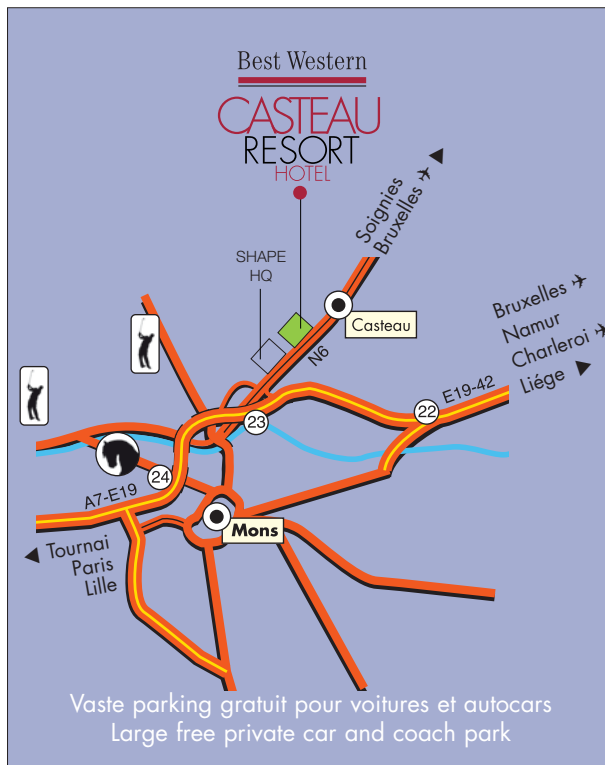 Best Western
CASTEAU
RESORT
HOTEL
Soignies
Bruxelles
SHAPE
HQ
Casteau
N6
Bruxelles
Namur
Charleroi
Liége
E19-42
22
23
24
A7-E19
Mons
Tournai
Paris
Lille
Vaste parking gratuit pour voitures et autocars
Large free private car and coach park